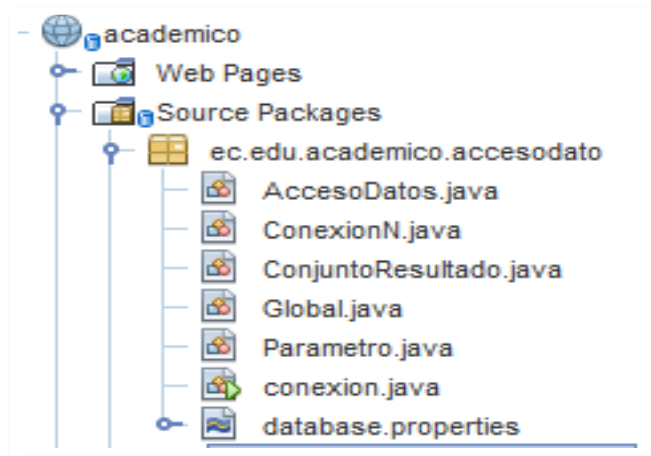 academico
Web Pages
Source Packages
ec.edu.academico.accesodato
AccesoDatos.java
ConexionN.java
ConjuntoResultado.java
Global.java
Parametro.java
conexion.java
database.properties